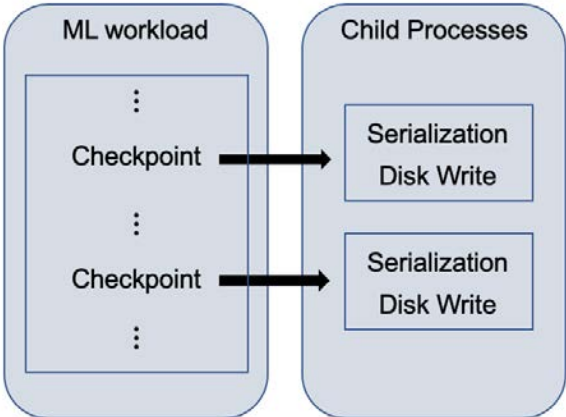 ML workload
⋮
Checkpoint
⋮
Checkpoint
⋮
Child Processes
Serialization
Disk Write
Serialization
Disk Write